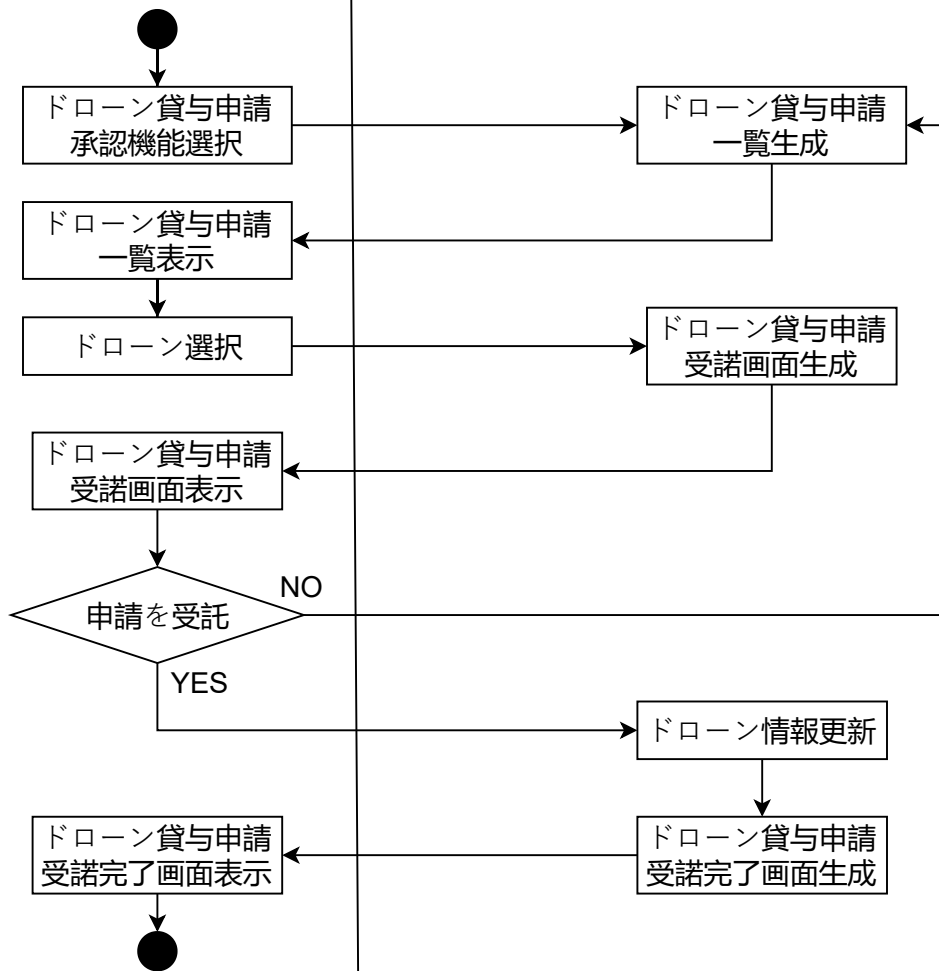 ドローン貸与申請
承認機能選択
ドローン貸与申請
一覧生成
ドローン貸与申請
一覧表示
ドローン選択
ドローン貸与申請
受諾画面生成
ドローン貸与申請
受諾画面表示
申請を受託
NO
YES
ドローン情報更新
ドローン貸与申請
受諾完了画面表示
ドローン貸与申請
受諾完了画面生成